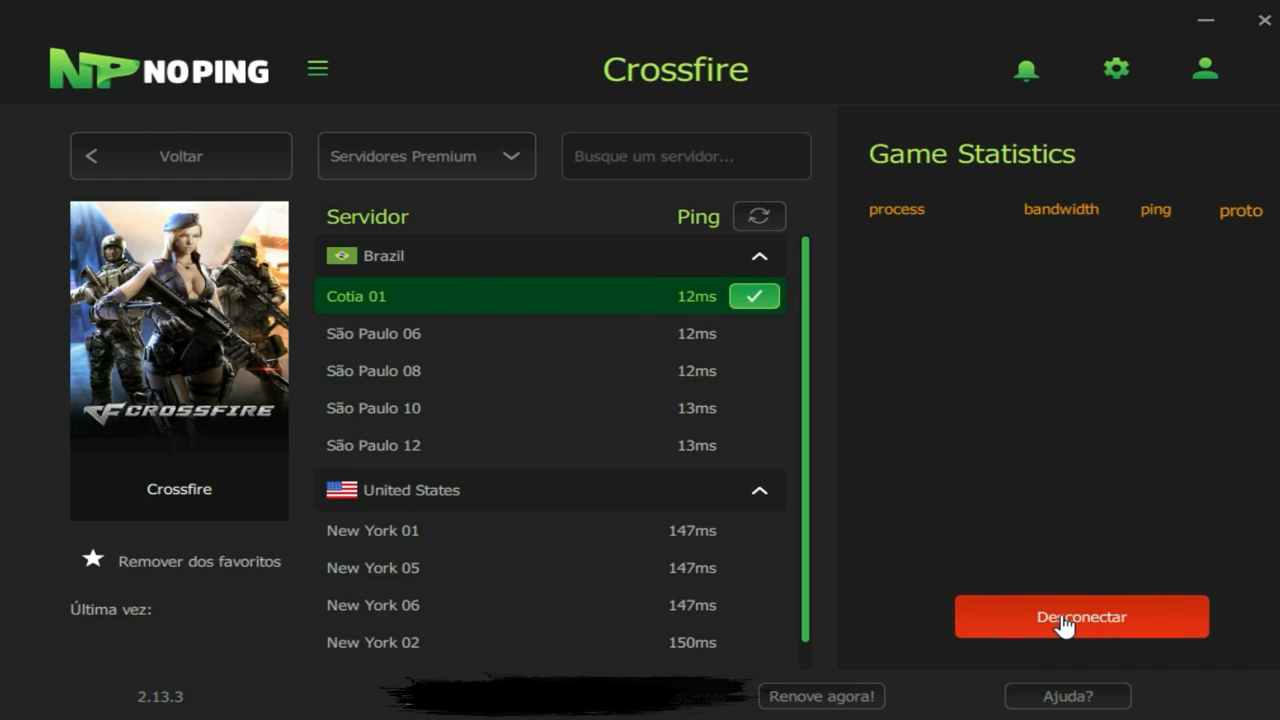 NP NOPING
Crossfire
Voltar
Servidores Premium
Busque um servidor...
CROSSFIRE
Crossfire
Remover dos favoritos
Última vez:
Servidor Ping
Brazil
Cotia 01 12ms
São Paulo 06 12ms
São Paulo 08 12ms
São Paulo 10 13ms
São Paulo 12 13ms
United States
New York 01 147ms
New York 05 147ms
New York 06 147ms
New York 02 150ms
Game Statistics
process bandwidth ping proto
Desconectar
2.13.3
Renove agora!
Ajuda?